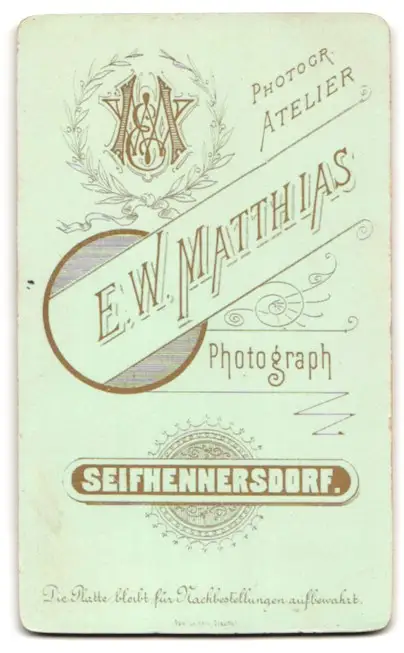 PHOTOGR.
ATELIER
E.W. MATTHIAS
Photograph
SEIFHENNERSDORF.
Die Platte bleibt für Nachbestellungen aufbewahrt.